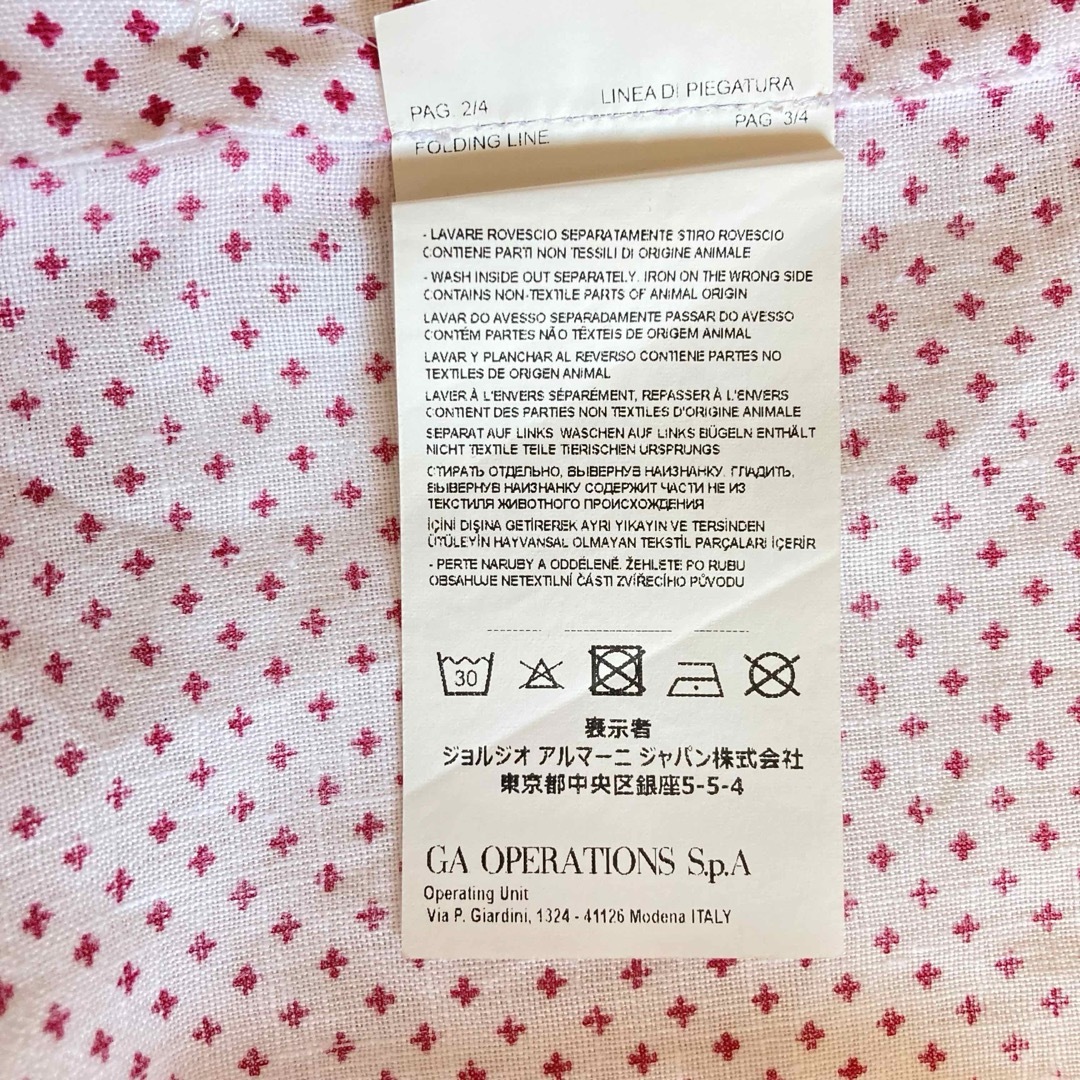 LINEA DI PIEGATURA
PAG. 2/4
PAG 3/4
FOLDING LINE
- LAVARE ROVESCIO SEPARATAMENTE STIRO ROVESCIO
CONTIENE PARTI NON TESSILI DI ORIGINE ANIMALE
- WASH INSIDE OUT SEPARATELY. IRON ON THE WRONG SIDE
CONTAINS NON-TEXTILE PARTS OF ANIMAL ORIGIN
LAVAR DO AVESSO SEPARADAMENTE PASSAR DO AVESSO
CONTÉM PARTES NÃO TÊXTEIS DE ORIGEM ANIMAL
LAVAR Y PLANCHAR AL REVERSO CONTIENE PARTES NO
TEXTILES DE ORIGEN ANIMAL
LAVER À L'ENVERS SÉPARÉMENT, REPASSER À L'ENVERS
CONTIENT DES PARTIES NON TEXTILES D'ORIGINE ANIMALE
SEPARAT AUF LINKS WASCHEN AUF LINKS BÜGELN ENTHÄLT
NICHT TEXTILE TEILE TIERISCHEN URSPRUNGS
СТИРАТЬ ОТДЕЛЬНО, ВЫВЕРНУВ НАИЗНАНКУ. ГЛАДИТЬ,
ВЫВЕРНУВ НАИЗНАНКУ СОДЕРЖИТ ЧАСТИ НЕ ИЗ
ТЕКСТИЛЯ ЖИВОТНОГО ПРОИСХОЖДЕНИЯ
İÇİNİ DIŞINA GETİREREK AYRI YIKAYIN VE TERSİNDEN
ÜTÜLEYİN HAYVANSAL OLMAYAN TEKSTİL PARÇALARI İÇERİR
- PERTE NARUBY A ODDĚLENĚ. ŽEHLETE PO RUBU
OBSAHUJE NETEXTILNÍ ČÁSTI ZVÍŘECÍHO PŮVODU
30
表示者
ジョルジオ アルマーニ ジャパン株式会社
東京都中央区銀座5-5-4
GA OPERATIONS S.p.A
Operating Unit
Via P. Giardini, 1324 - 41126 Modena ITALY